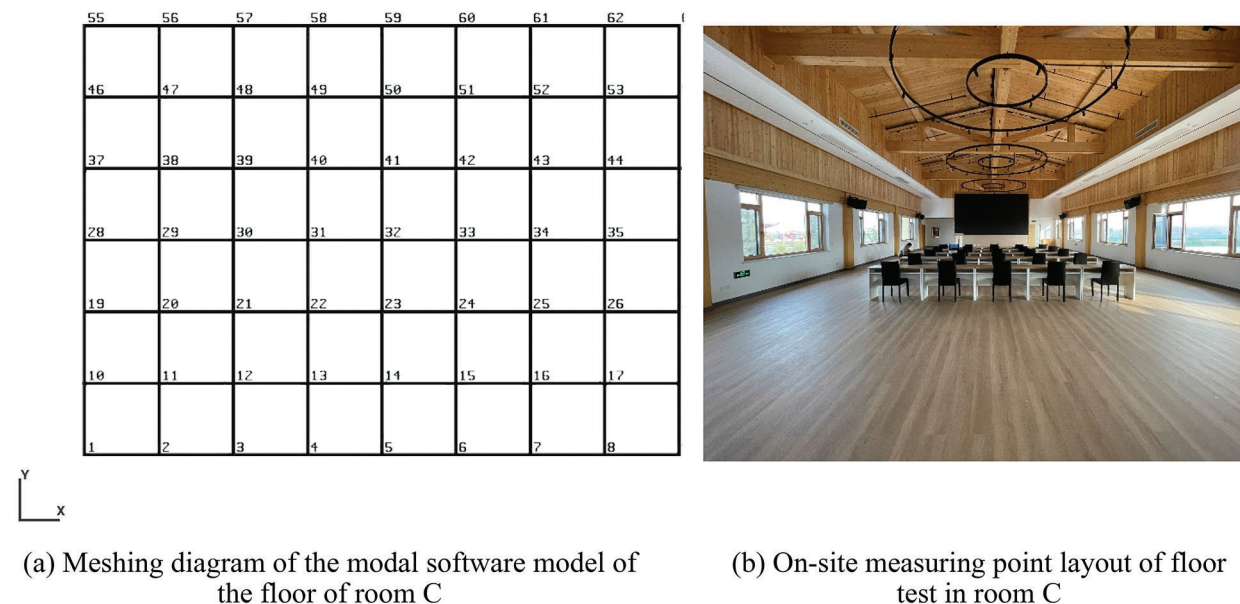 55 56 57 58 59 60 61 62
46 47 48 49 50 51 52 53
37 38 39 40 41 42 43 44
28 29 30 31 32 33 34 35
19 20 21 22 23 24 25 26
10 11 12 13 14 15 16 17
1 2 3 4 5 6 7 8
Y
X
(a) Meshing diagram of the modal software model of
the floor of room C
(b) On-site measuring point layout of floor
test in room C